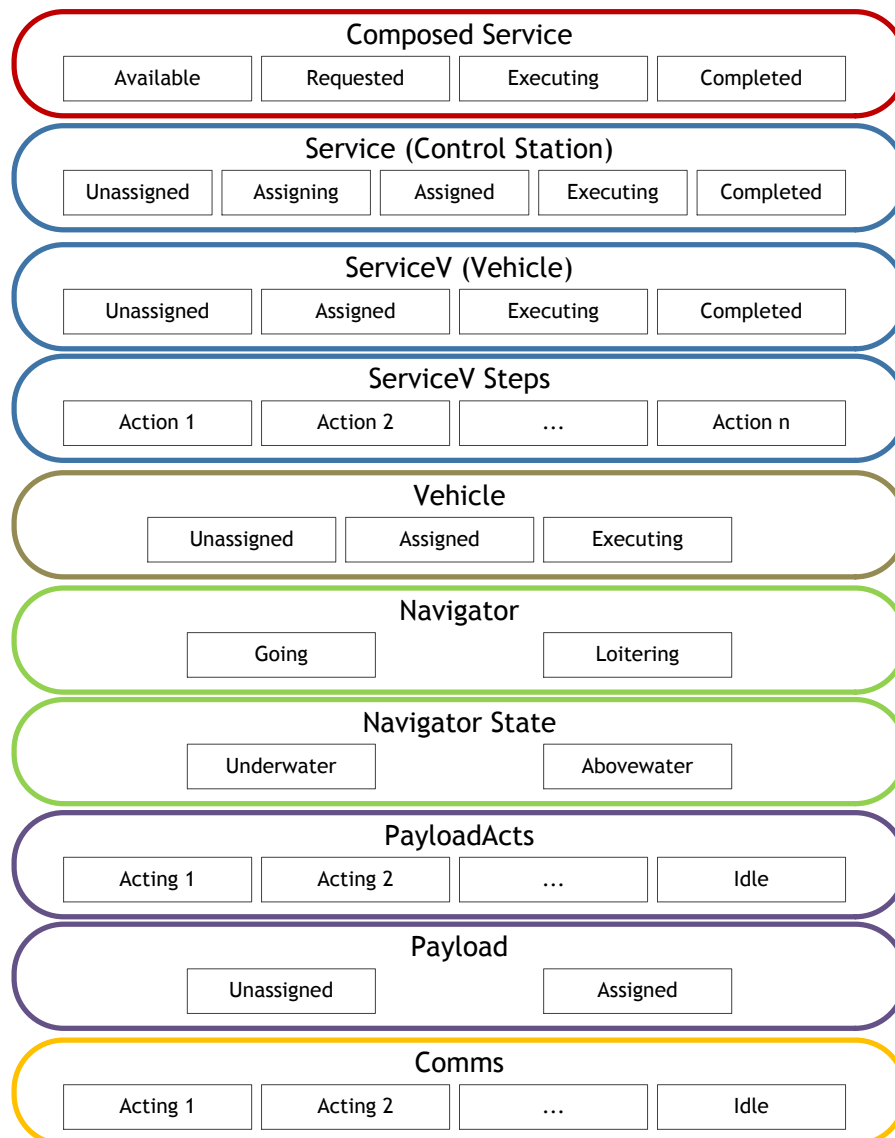 Composed Service
Available Requested Executing Completed
Service (Control Station)
Unassigned Assigning Assigned Executing Completed
ServiceV (Vehicle)
Unassigned Assigned Executing Completed
ServiceV Steps
Action 1 Action 2 ... Action n
Vehicle
Unassigned Assigned Executing
Navigator
Going Loitering
Navigator State
Underwater Abovewater
PayloadActs
Acting 1 Acting 2 ... Idle
Payload
Unassigned Assigned
Comms
Acting 1 Acting 2 ... Idle